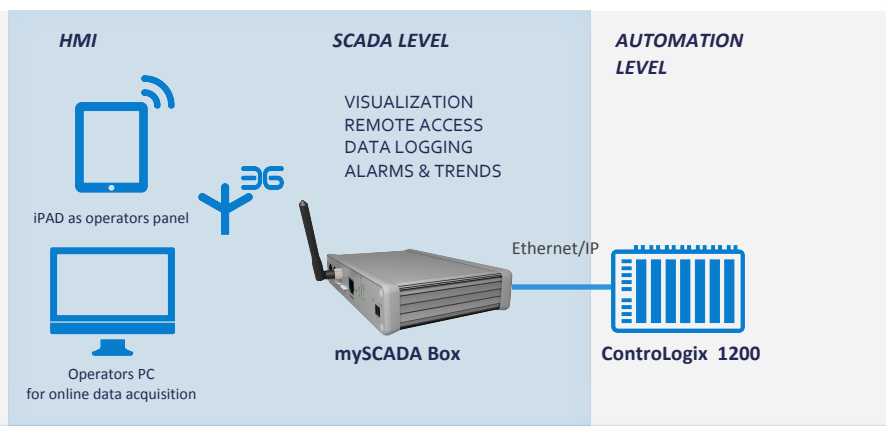 HMI
SCADA LEVEL
AUTOMATION
LEVEL
VISUALIZATION
REMOTE ACCESS
DATA LOGGING
ALARMS & TRENDS
3G
iPAD as operators panel
Ethernet/IP
mySCADA Box
ControLogix 1200
Operators PC
for online data acquisition